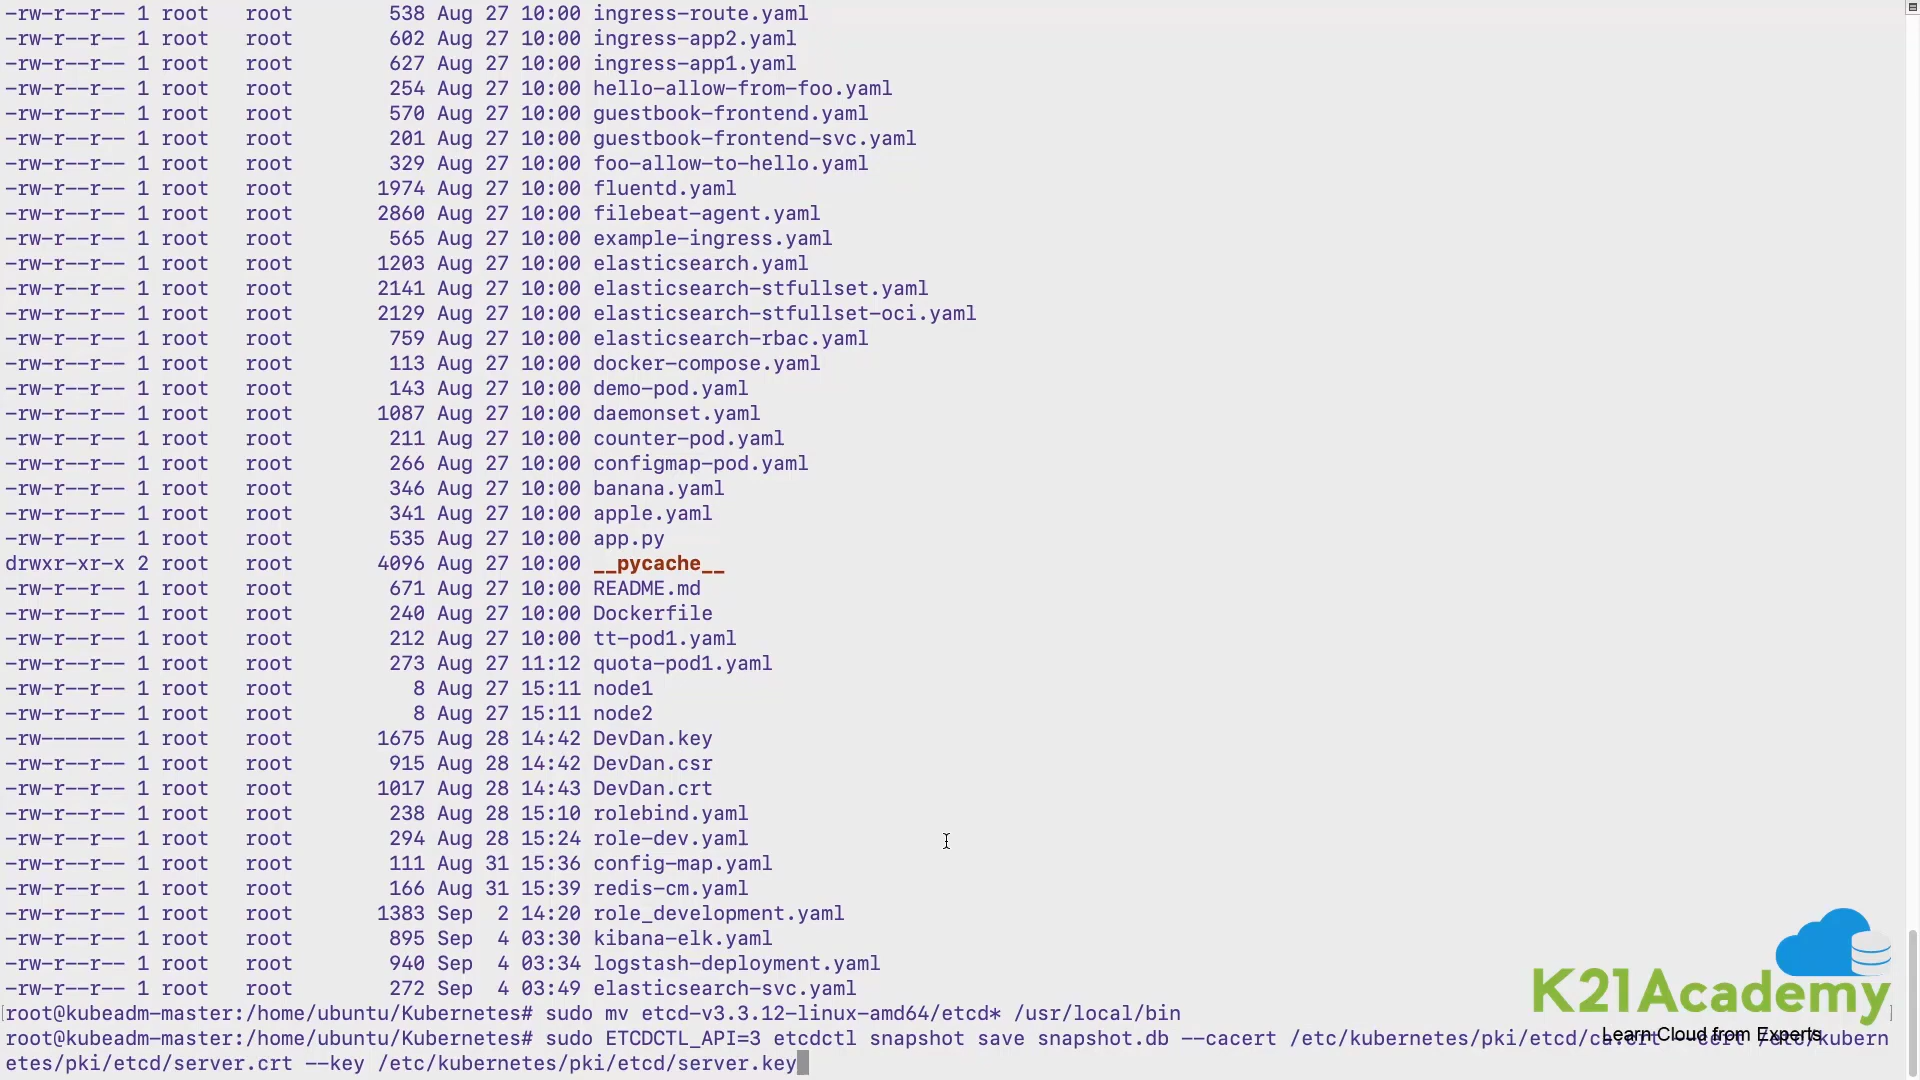 -rw-r--r-- 1 root   root        538 Aug 27 10:00 ingress-route.yaml
-rw-r--r-- 1 root   root        602 Aug 27 10:00 ingress-app2.yaml
-rw-r--r-- 1 root   root        627 Aug 27 10:00 ingress-app1.yaml
-rw-r--r-- 1 root   root        254 Aug 27 10:00 hello-allow-from-foo.yaml
-rw-r--r-- 1 root   root        570 Aug 27 10:00 guestbook-frontend.yaml
-rw-r--r-- 1 root   root        201 Aug 27 10:00 guestbook-frontend-svc.yaml
-rw-r--r-- 1 root   root        329 Aug 27 10:00 foo-allow-to-hello.yaml
-rw-r--r-- 1 root   root       1974 Aug 27 10:00 fluentd.yaml
-rw-r--r-- 1 root   root       2860 Aug 27 10:00 filebeat-agent.yaml
-rw-r--r-- 1 root   root        565 Aug 27 10:00 example-ingress.yaml
-rw-r--r-- 1 root   root       1203 Aug 27 10:00 elasticsearch.yaml
-rw-r--r-- 1 root   root       2141 Aug 27 10:00 elasticsearch-stfullset.yaml
-rw-r--r-- 1 root   root       2129 Aug 27 10:00 elasticsearch-stfullset-oci.yaml
-rw-r--r-- 1 root   root        759 Aug 27 10:00 elasticsearch-rbac.yaml
-rw-r--r-- 1 root   root        113 Aug 27 10:00 docker-compose.yaml
-rw-r--r-- 1 root   root        143 Aug 27 10:00 demo-pod.yaml
-rw-r--r-- 1 root   root       1087 Aug 27 10:00 daemonset.yaml
-rw-r--r-- 1 root   root        211 Aug 27 10:00 counter-pod.yaml
-rw-r--r-- 1 root   root        266 Aug 27 10:00 configmap-pod.yaml
-rw-r--r-- 1 root   root        346 Aug 27 10:00 banana.yaml
-rw-r--r-- 1 root   root        341 Aug 27 10:00 apple.yaml
-rw-r--r-- 1 root   root        535 Aug 27 10:00 app.py
drwxr-xr-x 2 root   root       4096 Aug 27 10:00 __pycache__
-rw-r--r-- 1 root   root        671 Aug 27 10:00 README.md
-rw-r--r-- 1 root   root        240 Aug 27 10:00 Dockerfile
-rw-r--r-- 1 root   root        212 Aug 27 10:00 tt-pod1.yaml
-rw-r--r-- 1 root   root        273 Aug 27 11:12 quota-pod1.yaml
-rw-r--r-- 1 root   root          8 Aug 27 15:11 node1
-rw-r--r-- 1 root   root          8 Aug 27 15:11 node2
-rw------- 1 root   root       1675 Aug 28 14:42 DevDan.key
-rw-r--r-- 1 root   root        915 Aug 28 14:42 DevDan.csr
-rw-r--r-- 1 root   root       1017 Aug 28 14:43 DevDan.crt
-rw-r--r-- 1 root   root        238 Aug 28 15:10 rolebind.yaml
-rw-r--r-- 1 root   root        294 Aug 28 15:24 role-dev.yaml
-rw-r--r-- 1 root   root        111 Aug 31 15:36 config-map.yaml
-rw-r--r-- 1 root   root        166 Aug 31 15:39 redis-cm.yaml
-rw-r--r-- 1 root   root       1383 Sep  2 14:20 role_development.yaml
-rw-r--r-- 1 root   root        895 Sep  4 03:30 kibana-elk.yaml
-rw-r--r-- 1 root   root        940 Sep  4 03:34 logstash-deployment.yaml
-rw-r--r-- 1 root   root        272 Sep  4 03:49 elasticsearch-svc.yaml
[root@kubeadm-master:/home/ubuntu/Kubernetes# sudo mv etcd-v3.3.12-linux-amd64/etcd* /usr/local/bin ]
root@kubeadm-master:/home/ubuntu/Kubernetes# sudo ETCDCTL_API=3 etcdctl snapshot save snapshot.db --cacert /etc/kubernetes/pki/etcd/ca.crt --cert /etc/kubern
etes/pki/etcd/server.crt --key /etc/kubernetes/pki/etcd/server.key
K21Academy
Learn Cloud from Experts